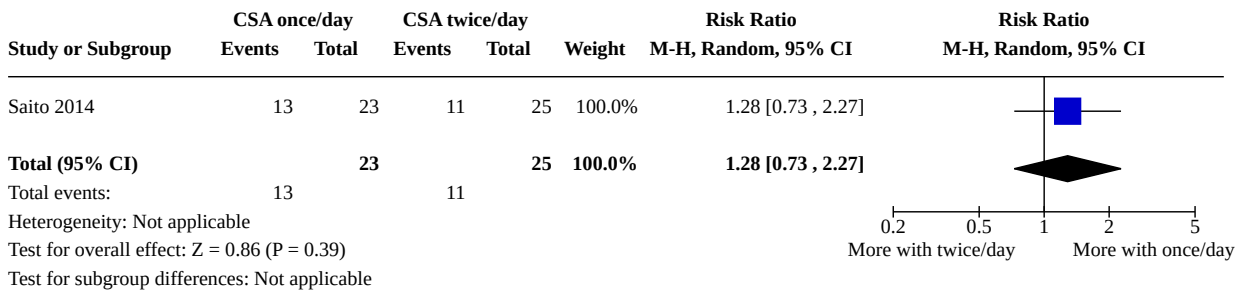 CSA once/day CSA twice/day Risk Ratio Risk Ratio
Study or Subgroup Events Total Events Total Weight M-H, Random, 95% CI M-H, Random, 95% CI
Saito 2014 13 23 11 25 100.0% 1.28 [0.73 , 2.27]
Total (95% CI) 23 25 100.0% 1.28 [0.73 , 2.27]
Total events: 13 11
Heterogeneity: Not applicable
0.2 0.5 1 2 5
Test for overall effect: Z = 0.86 (P = 0.39) More with twice/day More with once/day
Test for subgroup differences: Not applicable